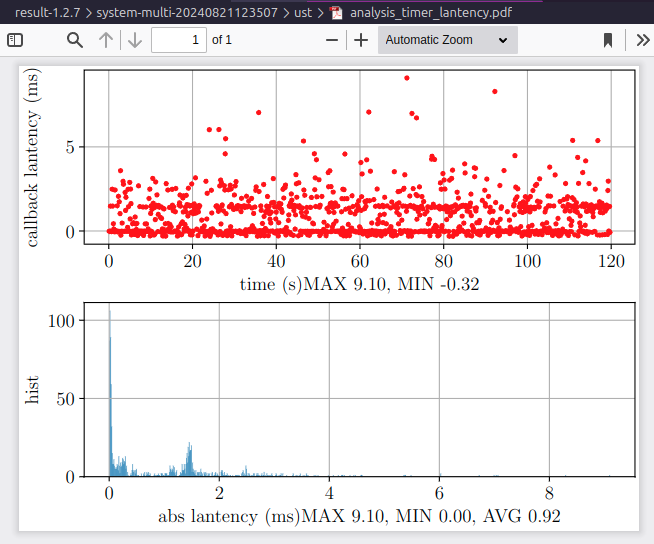 result-1.2.7 > system-multi-20240821123507 > ust > analysis_timer_lantency.pdf
1 of 1 Automatic Zoom
callback lantency (ms)
5
0
0 20 40 60 80 100 120
time (s)MAX 9.10, MIN -0.32
hist
100
50
0
0 2 4 6 8
abs lantency (ms)MAX 9.10, MIN 0.00, AVG 0.92